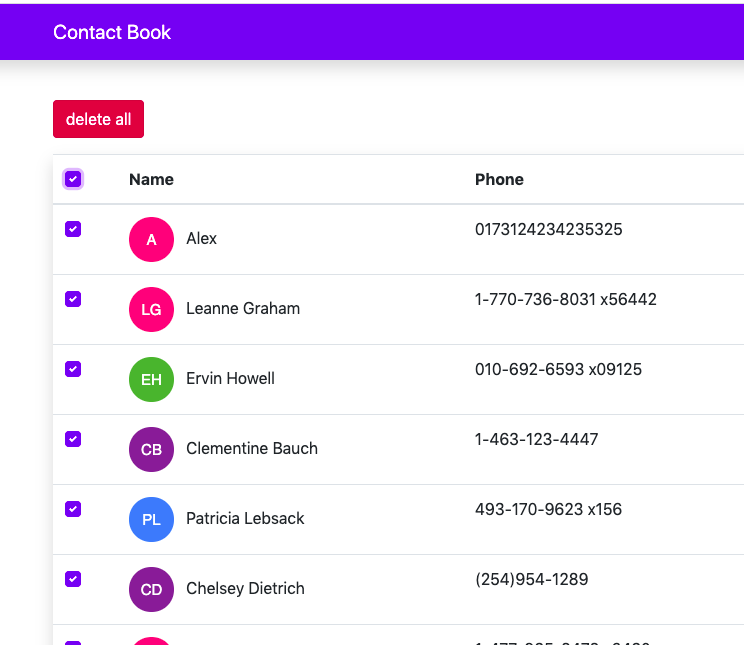 Contact Book
delete all
Name Phone
A Alex 0173124234235325
LG Leanne Graham 1-770-736-8031 x56442
EH Ervin Howell 010-692-6593 x09125
CB Clementine Bauch 1-463-123-4447
PL Patricia Lebsack 493-170-9623 x156
CD Chelsey Dietrich (254)954-1289